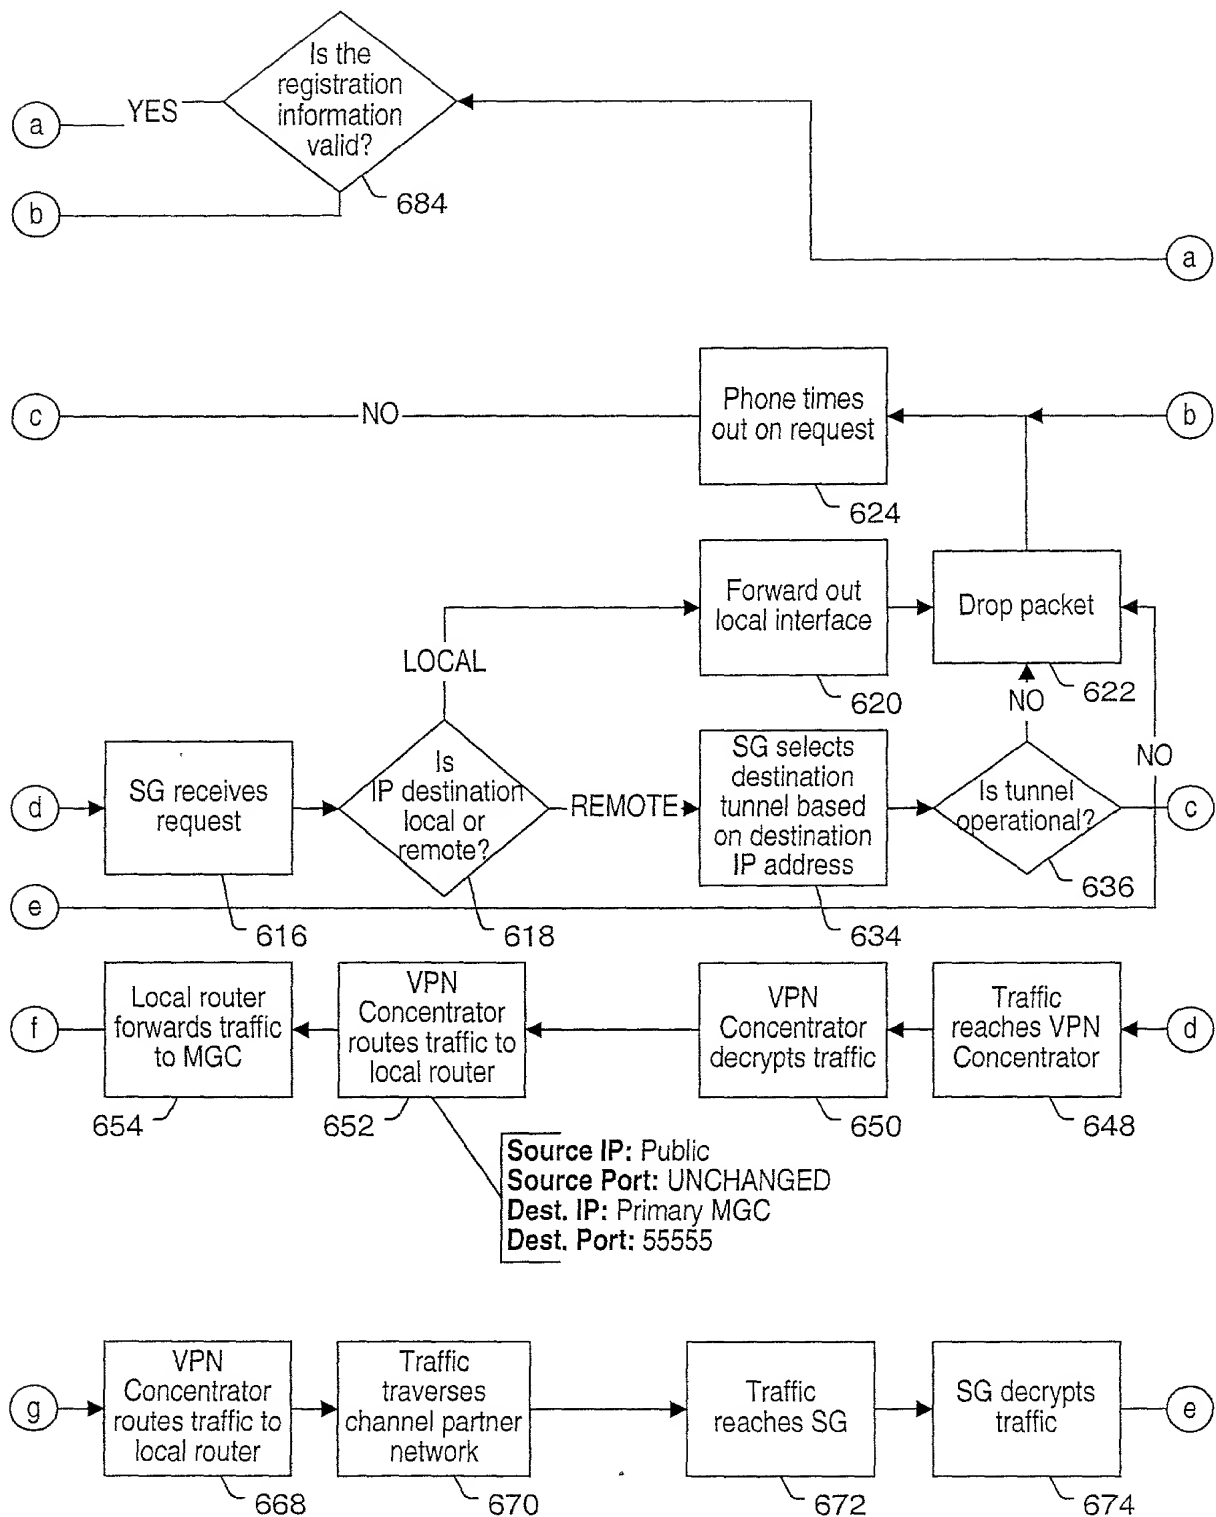 Is the
registration
information
valid?
YES
a
684
b
a
Phone times
out on request
c
NO
b
624
Forward out
local interface
Drop packet
LOCAL
620
622
NO
NO
SG receives
request
Is
IP destination
local or
remote?
REMOTE
SG selects
destination
tunnel based
on destination
IP address
Is tunnel
operational?
d
c
636
e
616
618
634
Local router
forwards traffic
to MGC
VPN
Concentrator
routes traffic to
local router
VPN
Concentrator
decrypts traffic
Traffic
reaches VPN
Concentrator
f
d
654
652
650
648
Source IP: Public
Source Port: UNCHANGED
Dest. IP: Primary MGC
Dest. Port: 55555
g
VPN
Concentrator
routes traffic to
local router
Traffic
traverses
channel partner
network
Traffic
reaches SG
SG decrypts
traffic
e
668
670
672
674